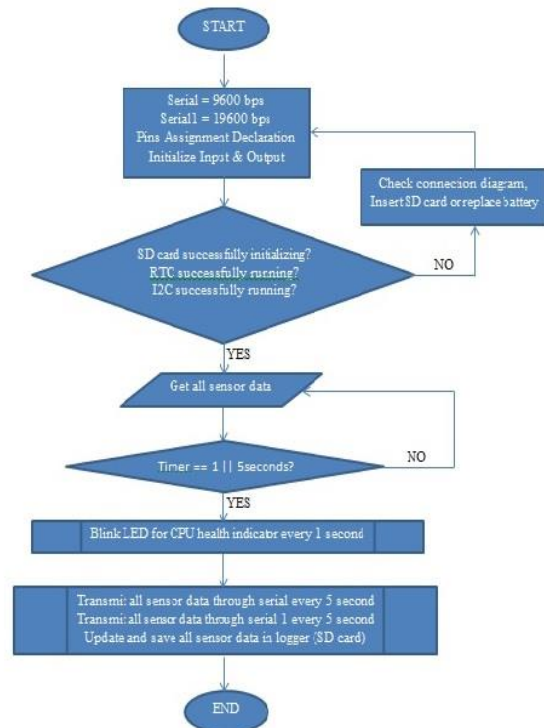 START
Serial = 9600 bps
Serial1 = 19600 bps
Pins Assignment Declaration
Initialize Input & Output
Check connection diagram,
Insert SD card or replace battery
SD card successfully initializing?
RTC successfully running?
I2C successfully running?
NO
YES
Get all sensor data
Timer == 1 || 5seconds?
NO
YES
Blink LED for CPU health indicator every 1 second
Transmit all sensor data through serial every 5 second
Transmit all sensor data through serial 1 every 5 second
Update and save all sensor data in logger (SD card)
END